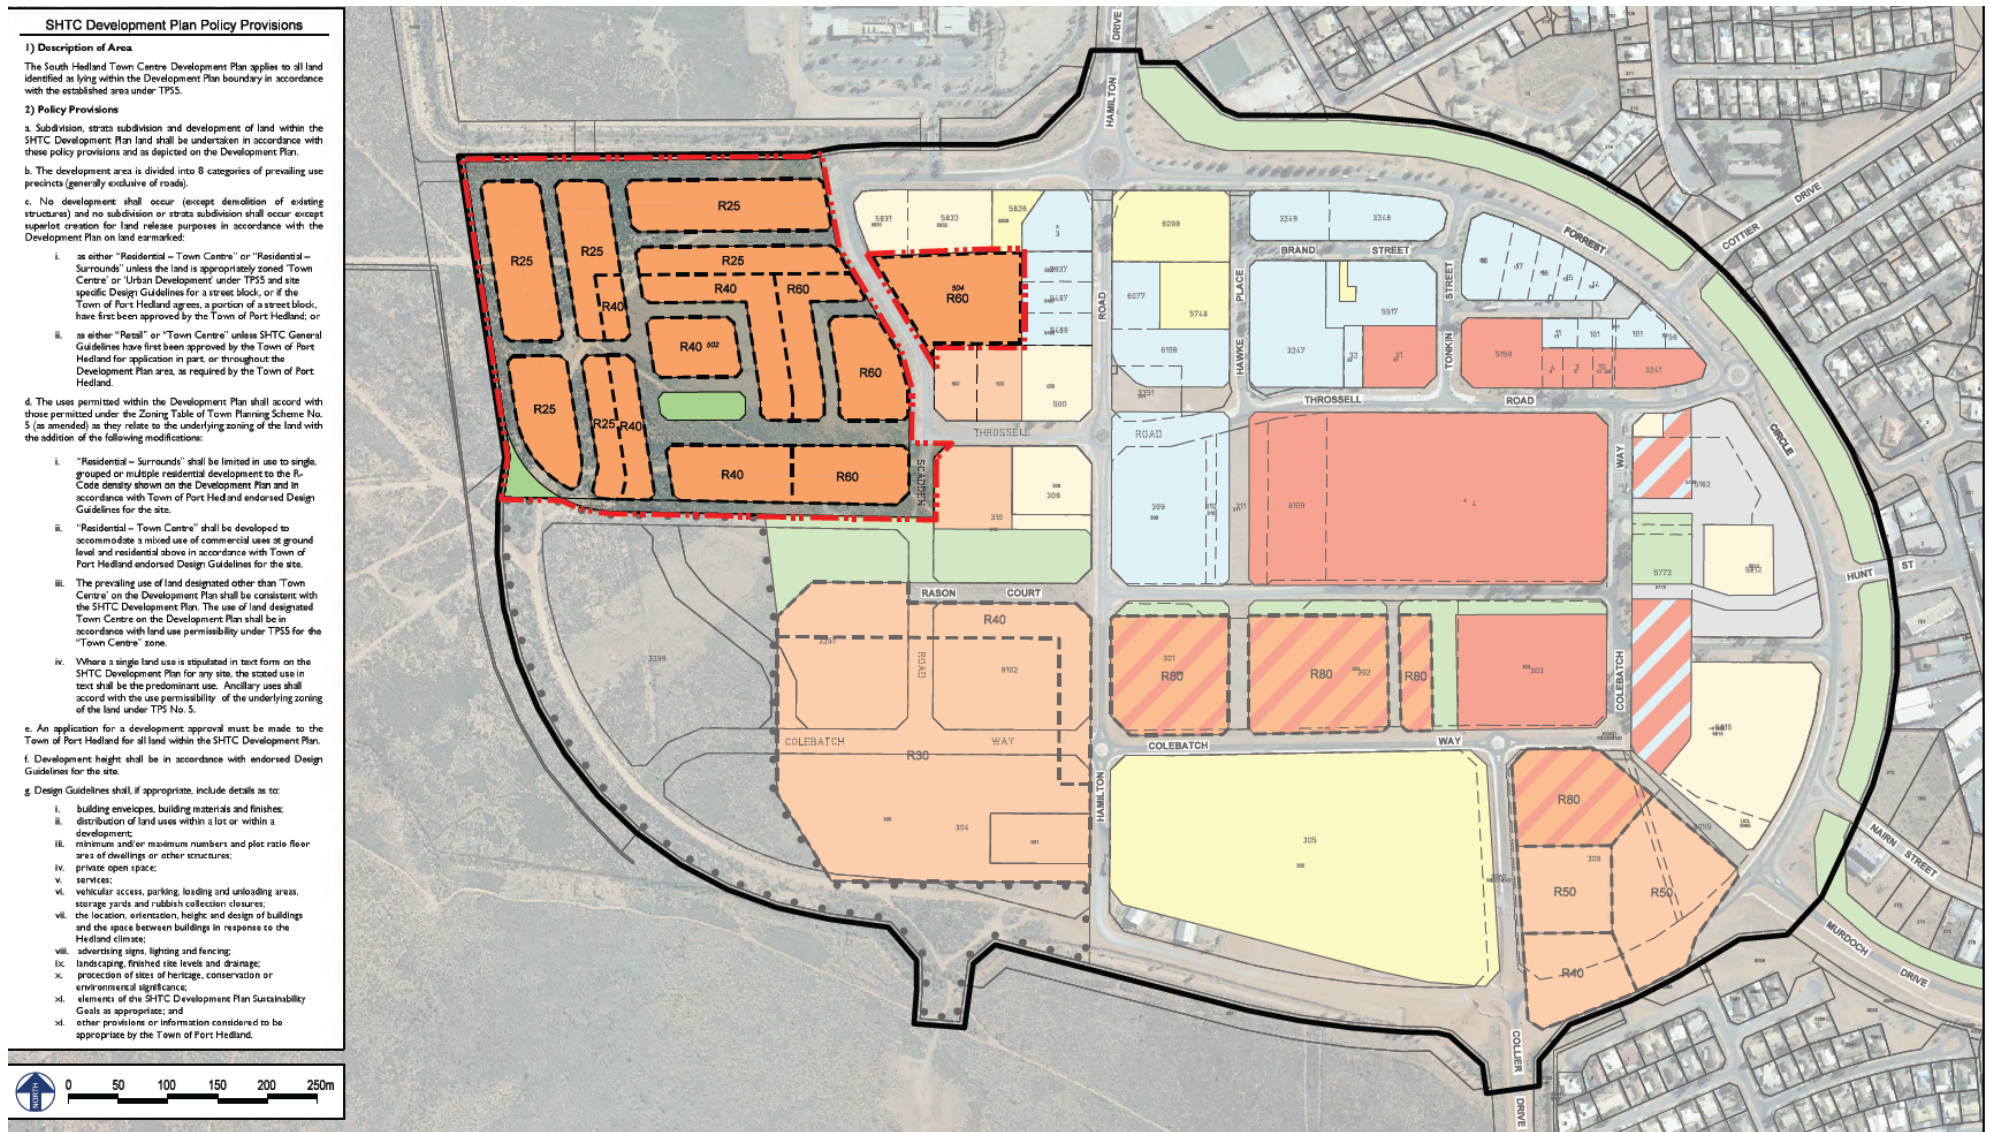 SHTC Development Plan Policy Provisions
1) Description of Area
The South Hedland Town Centre Development Plan applies to all land
identified as lying within the Development Plan boundary in accordance
with the established area under TPS5.
2) Policy Provisions
a. Subdivision, strata subdivision and development of land within the
SHTC Development Plan land shall be undertaken in accordance with
these policy provisions and as depicted on the Development Plan.
b. The development area is divided into 8 categories of prevailing use
precincts (generally exclusive of roads).
c. No development shall occur (except demolition of existing
structures) and no subdivision or strata subdivision shall occur except
superlot creation for land release purposes in accordance with the
Development Plan on land earmarked:
i. as either "Residential – Town Centre" or "Residential –
Surrounds" unless the land is appropriately zoned 'Town
Centre' or 'Urban Development' under TPS5 and site
specific Design Guidelines for a street block, or if the
Town of Port Hedland agrees, a portion of a street block,
have first been approved by the Town of Port Hedland; or
ii. as either "Retail" or "Town Centre" unless SHTC General
Guidelines have first been approved by the Town of Port
Hedland for application in part, or throughout the
Development Plan area, as required by the Town of Port
Hedland.
d. The uses permitted within the Development Plan shall accord with
those permitted under the Zoning Table of Town Planning Scheme No.
5 (as amended) as they relate to the underlying zoning of the land with
the addition of the following modifications:
i. "Residential – Surrounds" shall be limited in use to single,
grouped or multiple residential development to the R-
Code density shown on the Development Plan and in
accordance with Town of Port Hedland endorsed Design
Guidelines for the site.
ii. "Residential – Town Centre" shall be developed to
accommodate a mixed use of commercial uses at ground
level and residential above in accordance with Town of
Port Hedland endorsed Design Guidelines for the site.
iii. The prevailing use of land designated other than 'Town
Centre' on the Development Plan shall be consistent with
the SHTC Development Plan. The use of land designated
Town Centre on the Development Plan shall be in
accordance with land use permissibility under TPS5 for the
"Town Centre" zone.
iv. Where a single land use is stipulated in text form on the
SHTC Development Plan for any site, the stated use in
text shall be the predominant use. Ancillary uses shall
accord with the use permissibility of the underlying zoning
of the land under TPS No. 5.
e. An application for a development approval must be made to the
Town of Port Hedland for all land within the SHTC Development Plan.
f. Development height shall be in accordance with endorsed Design
Guidelines for the site.
g. Design Guidelines shall, if appropriate, include details as to:
i. building envelopes, building materials and finishes;
ii. distribution of land uses within a lot or within a
development;
iii. minimum and/or maximum numbers and plot ratio floor
area of dwellings or other structures;
iv. private open space;
v. services;
vi. vehicular access, parking, loading and unloading areas,
storage yards and rubbish collection closures;
vii. the location, orientation, height and design of buildings
and the space between buildings in response to the
Hedland climate;
viii. advertising signs, lighting and fencing;
ix. landscaping, finished site levels and drainage;
x. protection of sites of heritage, conservation or
environmental significance;
xi. elements of the SHTC Development Plan Sustainability
Goals as appropriate; and
xi. other provisions or information considered to be
appropriate by the Town of Port Hedland.
NORTH
0 50 100 150 200 250m
HAMILTON DRIVE
R25
R25
R25
R25
R40
R60
R40
R40 502
R60
R25
R25 R40
R40
R60
504
R60
SCADDEN
5831
5832
5826
3
6099
3249
3248
BRAND STREET
FORREST
CIRCLE
COTTIER DRIVE
ROAD
HAWKE PLACE
TONKIN STREET
6077
5748
5517
3247
32
31
5487
THROSSELL ROAD
THROSSELL ROAD
101
3241
500
309
310
305
4
WAY
5772
HUNT ST
RASON COURT
R40
ROAD
3299
COLEBATCH WAY
R30
304
301
R80
R80
R80
303
COLEBATCH WAY
COLEBATCH
HAMILTON
305
R80
308
R50
R50
R40
NAIRN STREET
MURDOCH DRIVE
COLLIER DRIVE